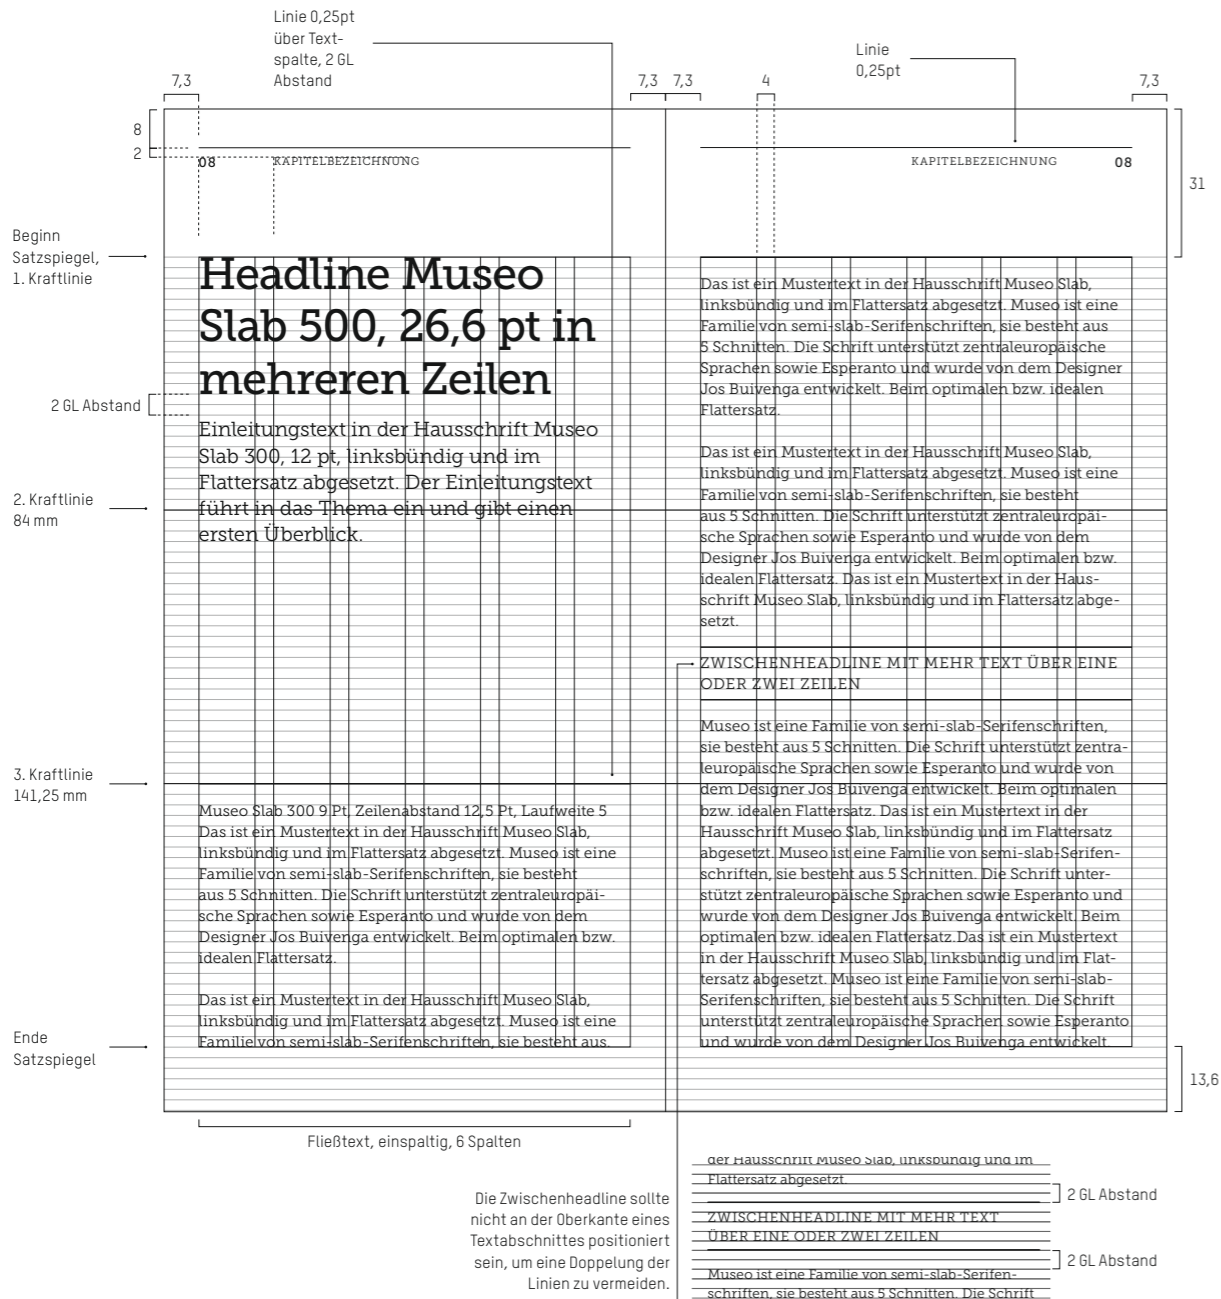 Linie 0,25pt
über Text-
spalte, 2 GL
Abstand
Linie
0,25pt
7,3
7,3
7,3
4
7,3
8
2
08
KAPITELBEZEICHNUNG
KAPITELBEZEICHNUNG
08
31
Beginn
Satzspiegel,
1. Kraftlinie
Headline Museo
Slab 500, 26,6 pt in
mehreren Zeilen
2 GL Abstand
Einleitungstext in der Hausschrift Museo
Slab 300, 12 pt, linksbündig und im
Flattersatz abgesetzt. Der Einleitungstext
führt in das Thema ein und gibt einen
ersten Überblick.
2. Kraftlinie
84 mm
3. Kraftlinie
141,25 mm
Museo Slab 300 9 Pt, Zeilenabstand 12,5 Pt, Laufweite 5
Das ist ein Mustertext in der Hausschrift Museo Slab,
linksbündig und im Flattersatz abgesetzt. Museo ist eine
Familie von semi-slab-Serifenschriften, sie besteht
aus 5 Schnitten. Die Schrift unterstützt zentraleuropäi-
sche Sprachen sowie Esperanto und wurde von dem
Designer Jos Buivenga entwickelt. Beim optimalen bzw.
idealen Flattersatz.
Das ist ein Mustertext in der Hausschrift Museo Slab,
linksbündig und im Flattersatz abgesetzt. Museo ist eine
Familie von semi-slab-Serifenschriften, sie besteht aus.
Ende
Satzspiegel
Das ist ein Mustertext in der Hausschrift Museo Slab,
linksbündig und im Flattersatz abgesetzt. Museo ist eine
Familie von semi-slab-Serifenschriften, sie besteht aus
5 Schnitten. Die Schrift unterstützt zentraleuropäische
Sprachen sowie Esperanto und wurde von dem Designer
Jos Buivenga entwickelt. Beim optimalen bzw. idealen
Flattersatz.
Das ist ein Mustertext in der Hausschrift Museo Slab,
linksbündig und im Flattersatz abgesetzt. Museo ist eine
Familie von semi-slab-Serifenschriften, sie besteht
aus 5 Schnitten. Die Schrift unterstützt zentraleuropäi-
sche Sprachen sowie Esperanto und wurde von dem
Designer Jos Buivenga entwickelt. Beim optimalen bzw.
idealen Flattersatz. Das ist ein Mustertext in der Haus-
schrift Museo Slab, linksbündig und im Flattersatz abge-
setzt.
ZWISCHENHEADLINE MIT MEHR TEXT ÜBER EINE
ODER ZWEI ZEILEN
Museo ist eine Familie von semi-slab-Serifenschriften,
sie besteht aus 5 Schnitten. Die Schrift unterstützt zentra-
leuropäische Sprachen sowie Esperanto und wurde von
dem Designer Jos Buivenga entwickelt. Beim optimalen
bzw. idealen Flattersatz. Das ist ein Mustertext in der
Hausschrift Museo Slab, linksbündig und im Flattersatz
abgesetzt. Museo ist eine Familie von semi-slab-Serifen-
schriften, sie besteht aus 5 Schnitten. Die Schrift unter-
stützt zentraleuropäische Sprachen sowie Esperanto und
wurde von dem Designer Jos Buivenga entwickelt. Beim
optimalen bzw. idealen Flattersatz.Das ist ein Mustertext
in der Hausschrift Museo Slab, linksbündig und im Flat-
tersatz abgesetzt. Museo ist eine Familie von semi-slab-
Serifenschriften, sie besteht aus 5 Schnitten. Die Schrift
unterstützt zentraleuropäische Sprachen sowie Esperanto
und wurde von dem Designer Jos Buivenga entwickelt.
13,6
Fließtext, einspaltig, 6 Spalten
Die Zwischenheadline sollte
nicht an der Oberkante eines
Textabschnittes positioniert
sein, um eine Doppelung der
Linien zu vermeiden.
der Hausschrift Museo Slab, linksbündig und im
Flattersatz abgesetzt.
2 GL Abstand
ZWISCHENHEADLINE MIT MEHR TEXT
ÜBER EINE ODER ZWEI ZEILEN
2 GL Abstand
Museo ist eine Familie von semi-slab-Serifen-
schriften, sie besteht aus 5 Schnitten. Die Schrift